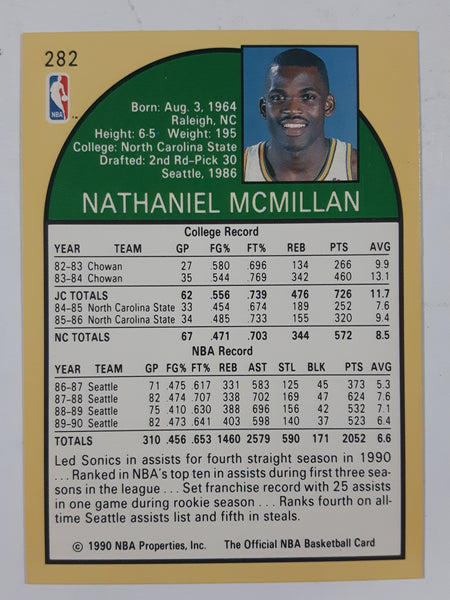 282
NBA
Born: Aug. 3, 1964
Raleigh, NC
Height: 6-5 Weight: 195
College: North Carolina State
Drafted: 2nd Rd-Pick 30
Seattle, 1986
NATHANIEL MCMILLAN
College Record
YEAR TEAM GP FG% FT% REB PTS AVG
82-83 Chowan 27 .580 .696 134 266 9.9
83-84 Chowan 35 .544 .769 342 460 13.1
JC TOTALS 62 .556 .739 476 726 11.7
84-85 North Carolina State 33 .454 .674 189 252 7.6
85-86 North Carolina State 34 .485 .733 155 320 9.4
NC TOTALS 67 .471 .703 344 572 8.5
NBA Record
YEAR TEAM GP FG% FT% REB AST STL BLK PTS AVG
86-87 Seattle 71 .475 .617 331 583 125 45 373 5.3
87-88 Seattle 82 .474 .707 338 702 169 47 624 7.6
88-89 Seattle 75 .410 .630 388 696 156 42 532 7.1
89-90 Seattle 82 .473 .641 403 598 140 37 523 6.4
TOTALS 310 .456 .653 1460 2579 590 171 2052 6.6
Led Sonics in assists for fourth straight season in 1990
. . . Ranked in NBA's top ten in assists during first three sea-
sons in the league . . . Set franchise record with 25 assists
in one game during rookie season . . . Ranks fourth on all-
time Seattle assists list and fifth in steals.
© 1990 NBA Properties, Inc. The Official NBA Basketball Card